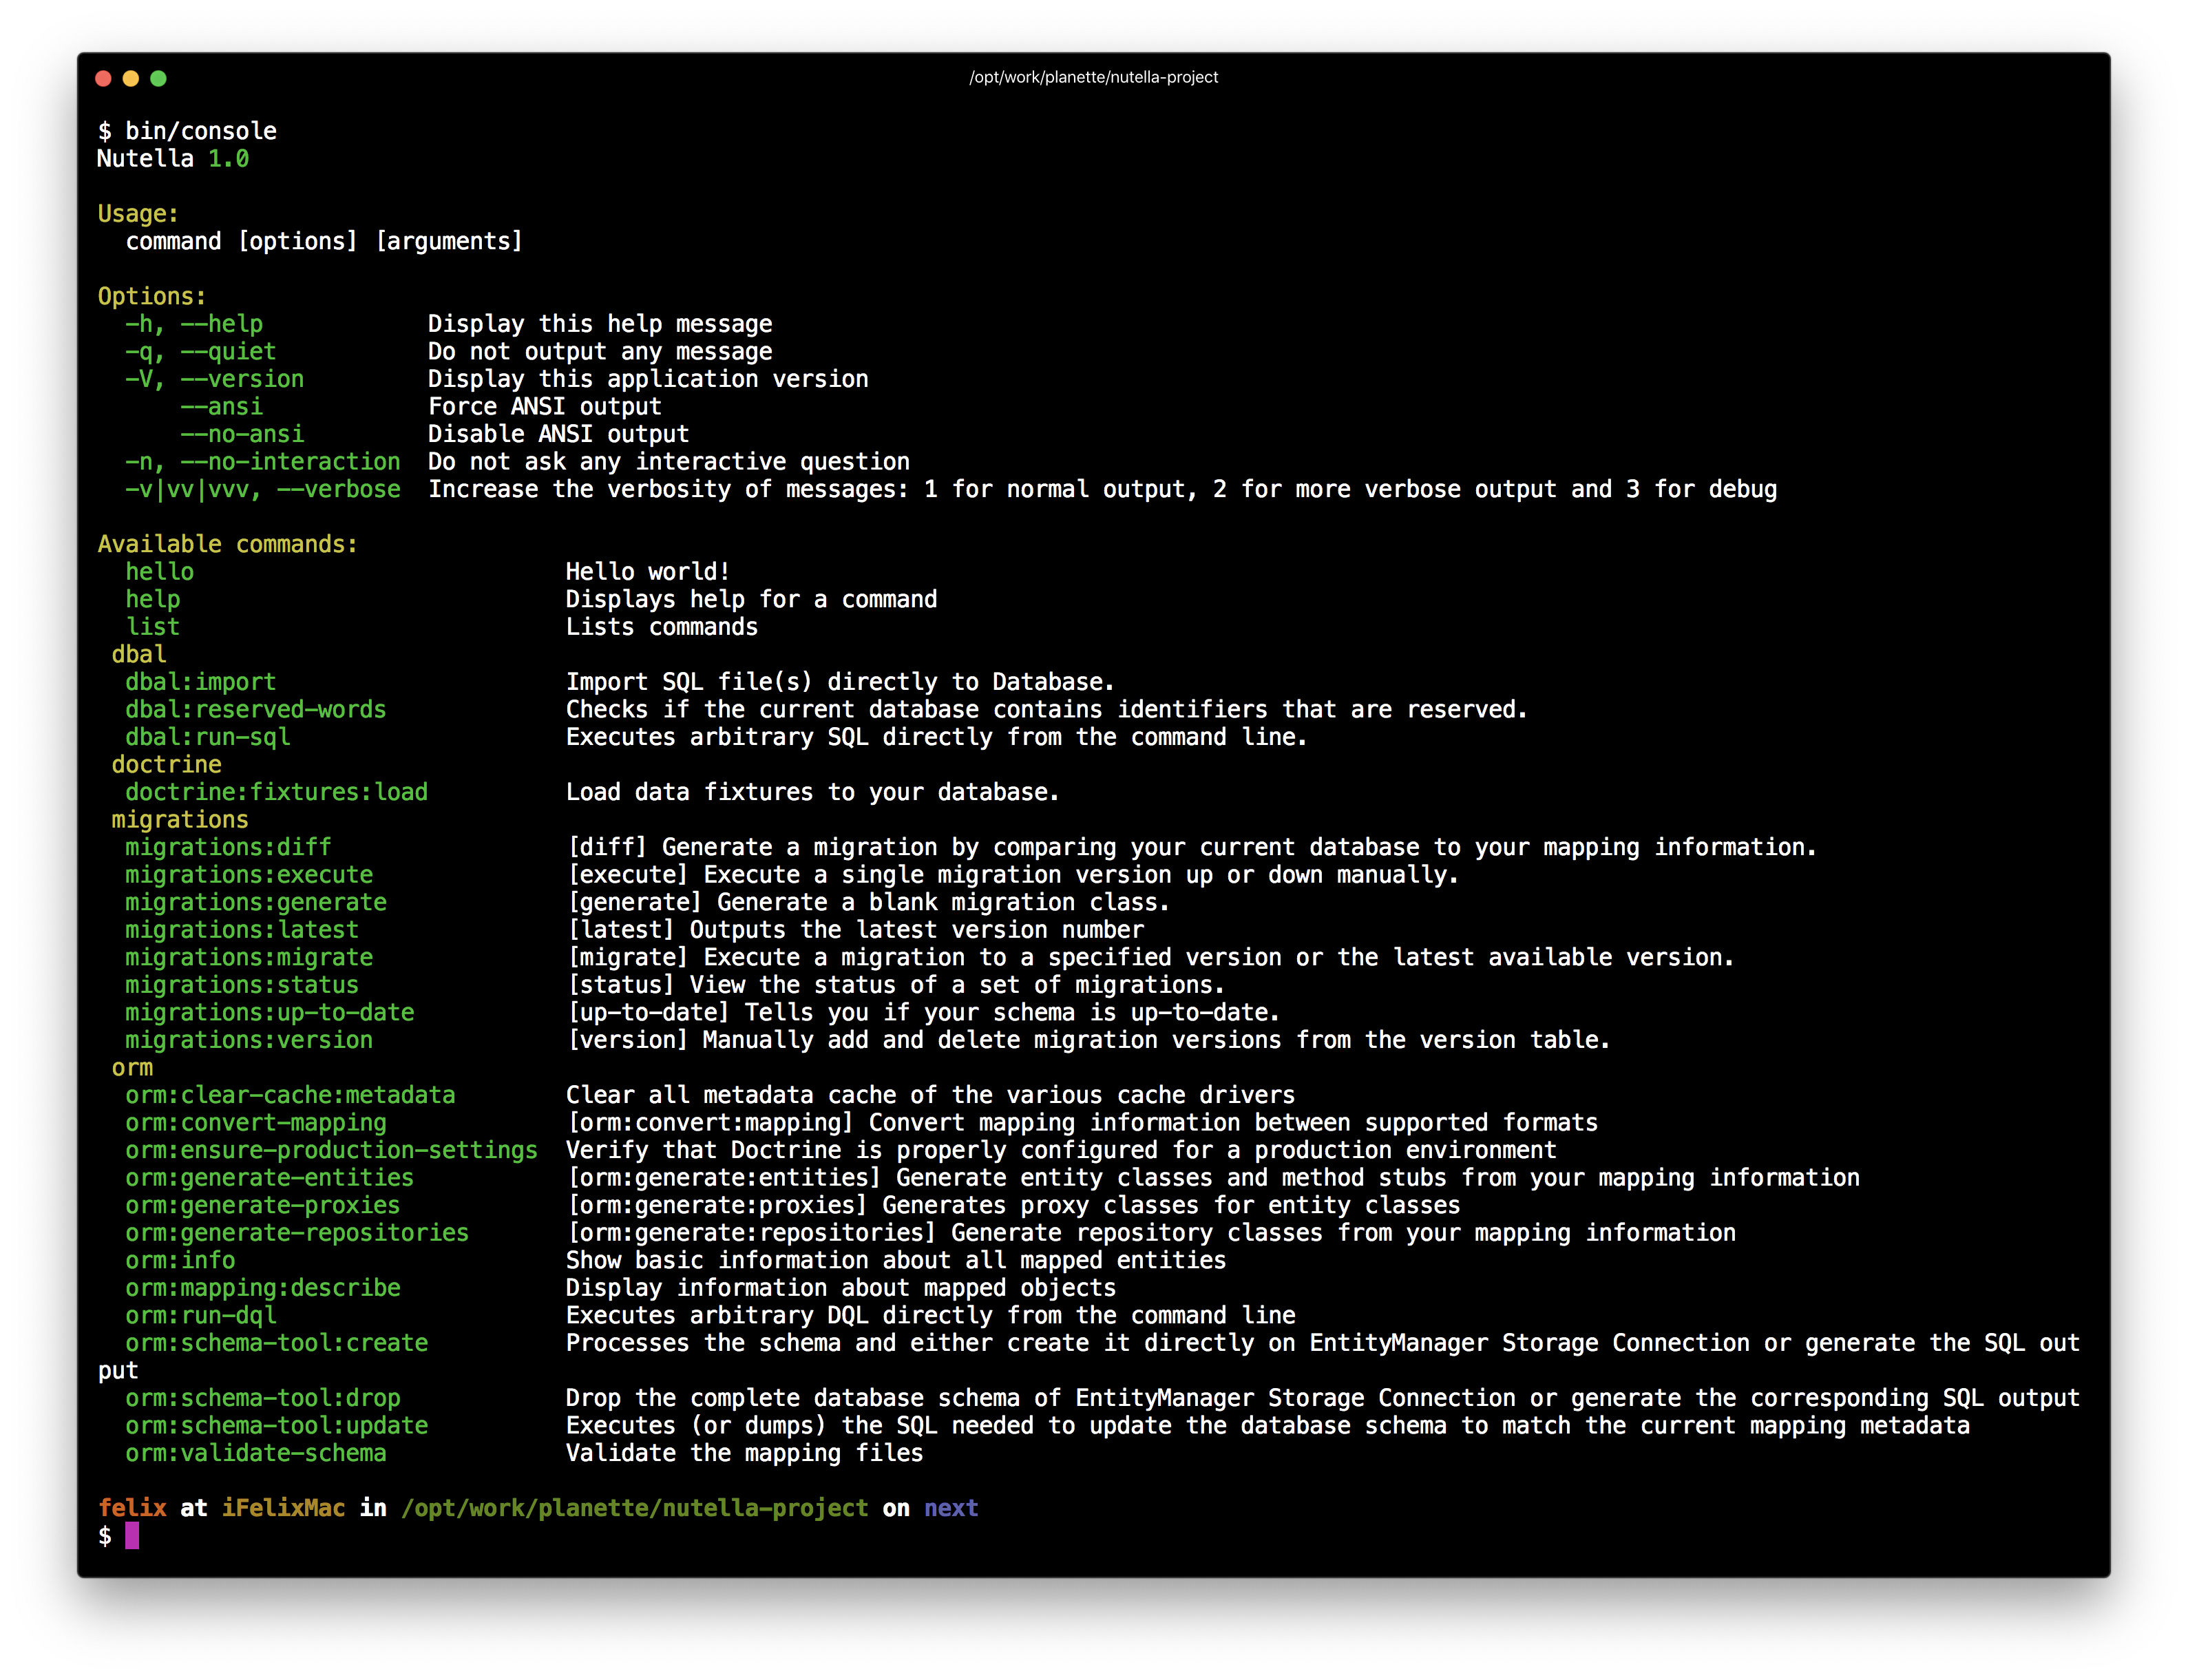 /opt/work/planette/nutella-project
$ bin/console
Nutella 1.0
Usage:
  command [options] [arguments]
Options:
  -h, --help            Display this help message
  -q, --quiet           Do not output any message
  -V, --version         Display this application version
      --ansi            Force ANSI output
      --no-ansi         Disable ANSI output
  -n, --no-interaction  Do not ask any interactive question
  -v|vv|vvv, --verbose  Increase the verbosity of messages: 1 for normal output, 2 for more verbose output and 3 for debug
Available commands:
  hello                           Hello world!
  help                            Displays help for a command
  list                            Lists commands
 dbal
  dbal:import                     Import SQL file(s) directly to Database.
  dbal:reserved-words             Checks if the current database contains identifiers that are reserved.
  dbal:run-sql                    Executes arbitrary SQL directly from the command line.
 doctrine
  doctrine:fixtures:load          Load data fixtures to your database.
 migrations
  migrations:diff                 [diff] Generate a migration by comparing your current database to your mapping information.
  migrations:execute              [execute] Execute a single migration version up or down manually.
  migrations:generate             [generate] Generate a blank migration class.
  migrations:latest               [latest] Outputs the latest version number
  migrations:migrate              [migrate] Execute a migration to a specified version or the latest available version.
  migrations:status               [status] View the status of a set of migrations.
  migrations:up-to-date           [up-to-date] Tells you if your schema is up-to-date.
  migrations:version              [version] Manually add and delete migration versions from the version table.
 orm
  orm:clear-cache:metadata        Clear all metadata cache of the various cache drivers
  orm:convert-mapping             [orm:convert:mapping] Convert mapping information between supported formats
  orm:ensure-production-settings  Verify that Doctrine is properly configured for a production environment
  orm:generate-entities           [orm:generate:entities] Generate entity classes and method stubs from your mapping information
  orm:generate-proxies            [orm:generate:proxies] Generates proxy classes for entity classes
  orm:generate-repositories       [orm:generate:repositories] Generate repository classes from your mapping information
  orm:info                        Show basic information about all mapped entities
  orm:mapping:describe            Display information about mapped objects
  orm:run-dql                     Executes arbitrary DQL directly from the command line
  orm:schema-tool:create          Processes the schema and either create it directly on EntityManager Storage Connection or generate the SQL out
put
  orm:schema-tool:drop            Drop the complete database schema of EntityManager Storage Connection or generate the corresponding SQL output
  orm:schema-tool:update          Executes (or dumps) the SQL needed to update the database schema to match the current mapping metadata
  orm:validate-schema             Validate the mapping files
felix at iFelixMac in /opt/work/planette/nutella-project on next
$